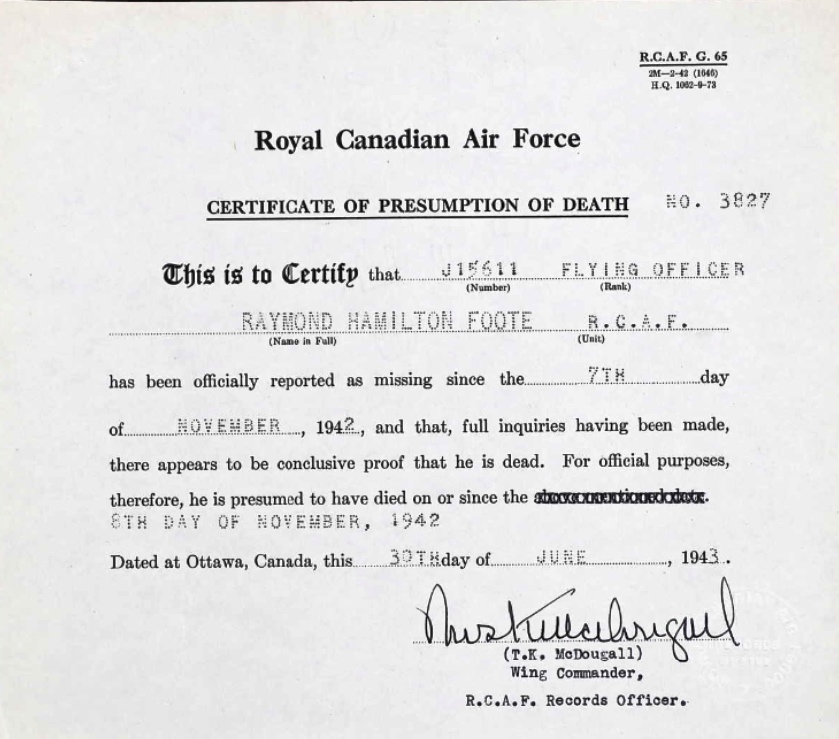 R.C.A.F. G. 65
2M—2-42 (1046)
H.Q. 1062-9-73
Royal Canadian Air Force
CERTIFICATE OF PRESUMPTION OF DEATH NO. 3827
This is to Certify that J15611 FLYING OFFICER
(Number) (Rank)
RAYMOND HAMILTON FOOTE R.C.A.F.
(Name in Full) (Unit)
has been officially reported as missing since the 7TH day
of NOVEMBER, 1942, and that, full inquiries having been made,
there appears to be conclusive proof that he is dead. For official purposes,
therefore, he is presumed to have died on or since the
8TH DAY OF NOVEMBER, 1942
Dated at Ottawa, Canada, this 30TH day of JUNE, 1943.
(T.K. McDougall)
Wing Commander,
R.C.A.F. Records Officer.